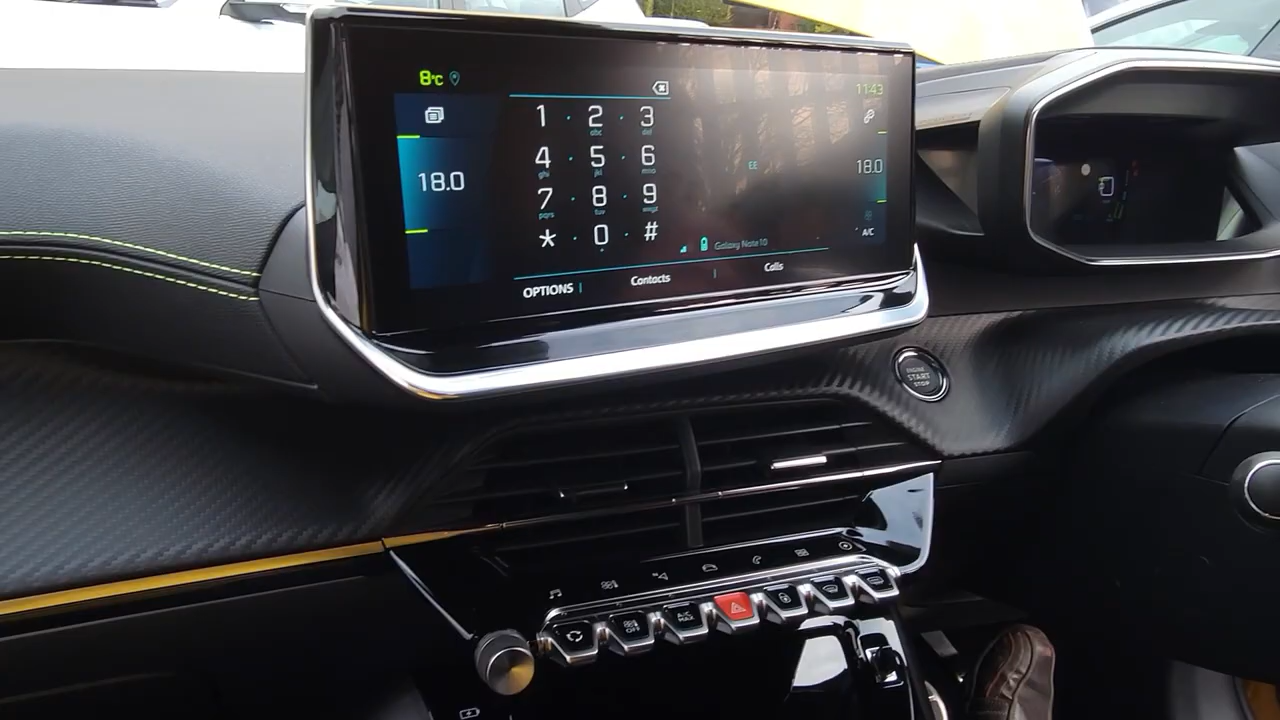 8°C
11:43
18.0
1 2 3
abc def
4 5 6
ghi jkl mno
7 8 9
pqrs tuv wxyz
* 0 #
EE
18.0
A/C
Galaxy Note10
OPTIONS Contacts Calls
ENGINE
START
STOP
OFF
A/C
MAX